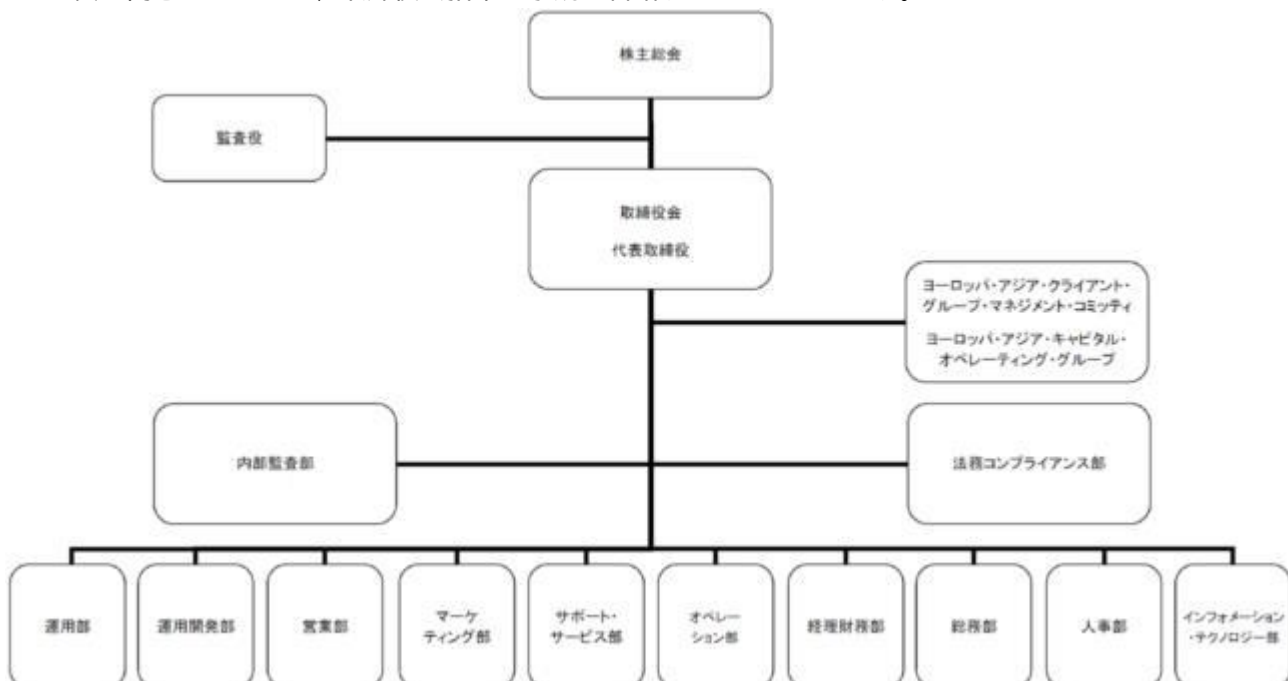 株主総会
監査役
取締役会
代表取締役
ヨーロッパ・アジア・クライアント・
グループ・マネジメント・コミッティ
ヨーロッパ・アジア・キャピタル・
オペレーティング・グループ
内部監査部
法務コンプライアンス部
運用部
運用開発部
営業部
マーケ
ティング部
サポート・
サービス部
オペレー
ション部
経理財務部
総務部
人事部
インフォメーション
・テクノロジー部